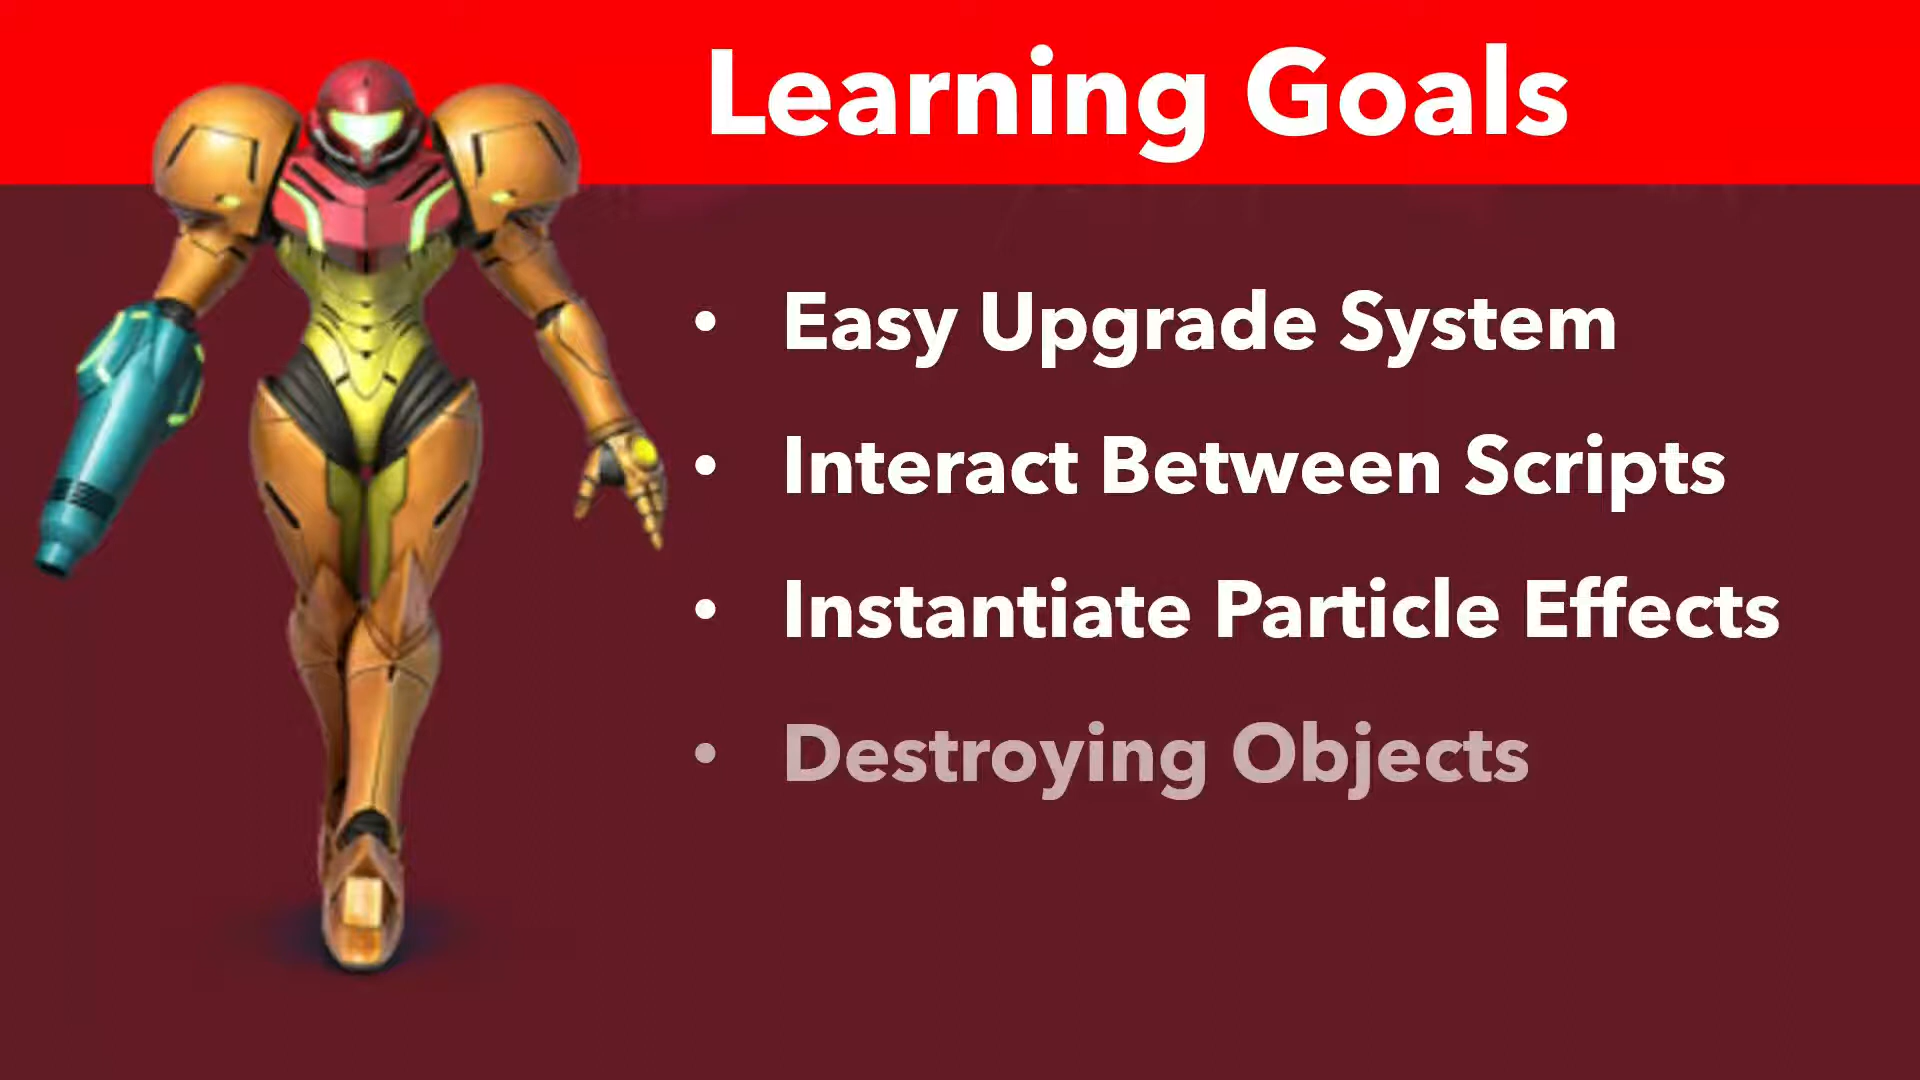 Learning Goals
• Easy Upgrade System
• Interact Between Scripts
• Instantiate Particle Effects
• Destroying Objects